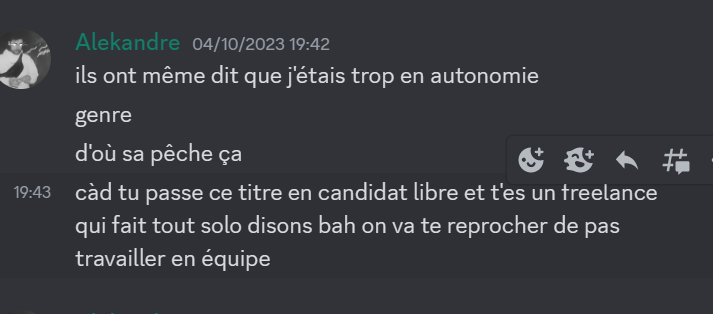 Alekandre 04/10/2023 19:42
ils ont même dit que j'étais trop en autonomie
genre
d'où sa pêche ça
19:43 càd tu passe ce titre en candidat libre et t'es un freelance
qui fait tout solo disons bah on va te reprocher de pas
travailler en équipe